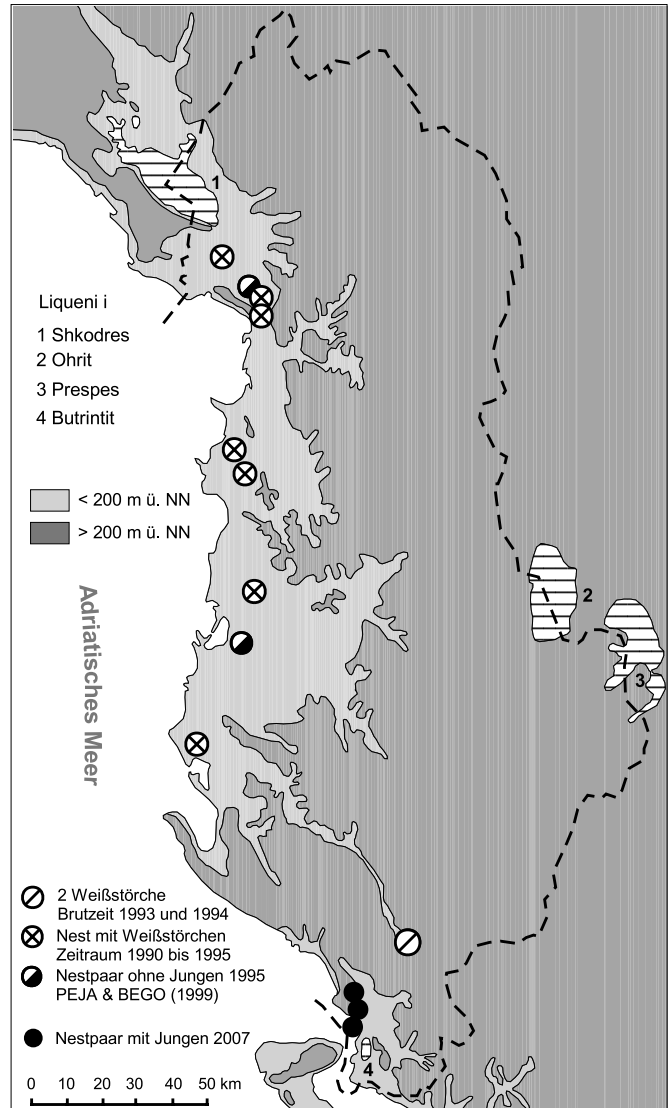 1
Liqueni i
1 Shkodres
2 Ohrit
3 Prespes
4 Butrintit
< 200 m ü. NN
> 200 m ü. NN
Adriatisches Meer
2
3
2 Weißstörche
Brutzeit 1993 und 1994
Nest mit Weißstörchen
Zeitraum 1990 bis 1995
Nestpaar ohne Jungen 1995
PEJA & BEGO (1999)
Nestpaar mit Jungen 2007
4
0 10 20 30 40 50 km